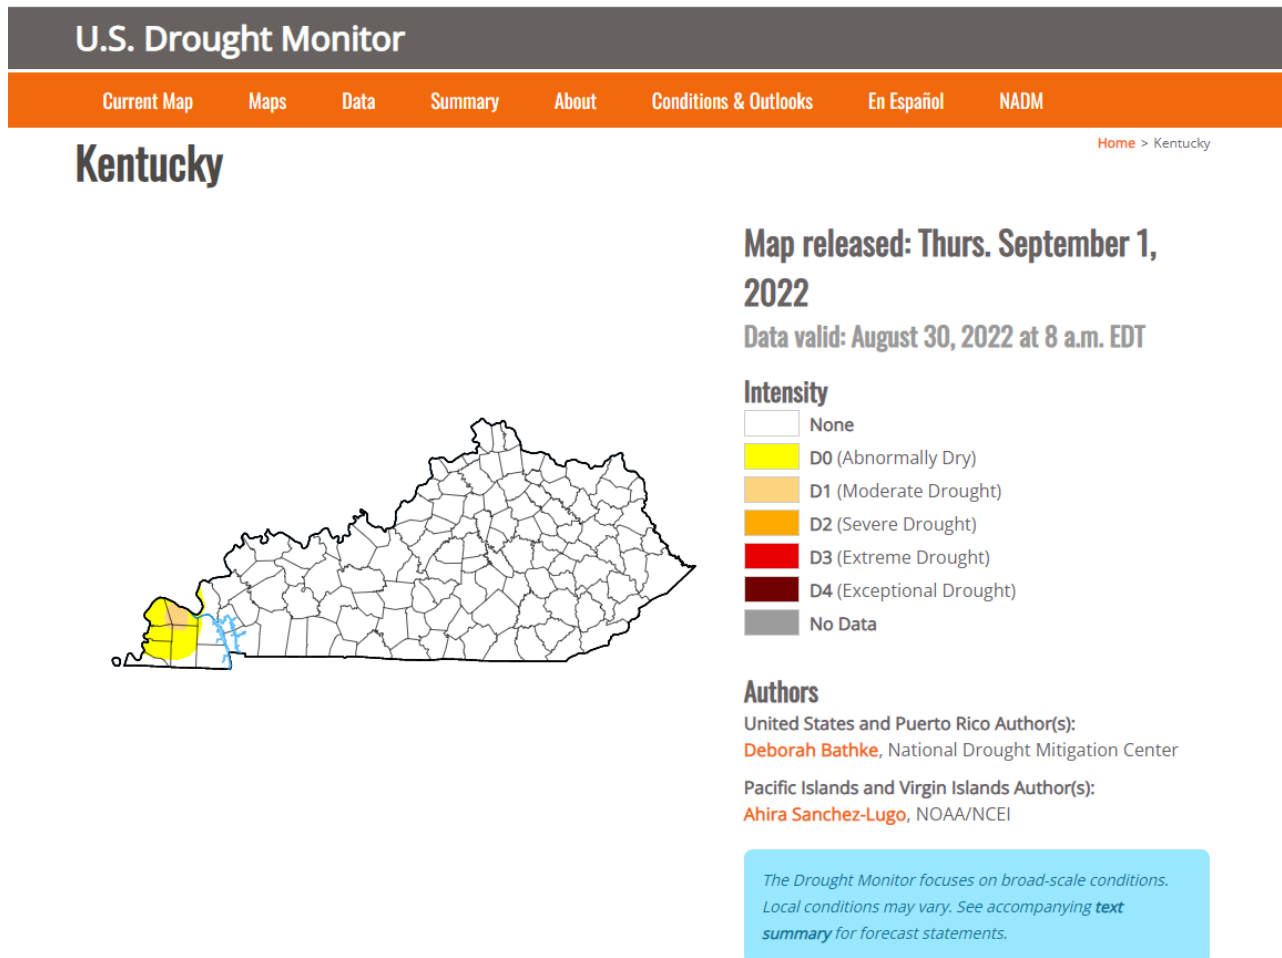 U.S. Drought Monitor
Current Map Maps Data Summary About Conditions & Outlooks En Español NADM
Home > Kentucky
Kentucky
Map released: Thurs. September 1,
2022
Data valid: August 30, 2022 at 8 a.m. EDT
Intensity
None
D0 (Abnormally Dry)
D1 (Moderate Drought)
D2 (Severe Drought)
D3 (Extreme Drought)
D4 (Exceptional Drought)
No Data
Authors
United States and Puerto Rico Author(s):
Deborah Bathke, National Drought Mitigation Center
Pacific Islands and Virgin Islands Author(s):
Ahira Sanchez-Lugo, NOAA/NCEI
The Drought Monitor focuses on broad-scale conditions.
Local conditions may vary. See accompanying text
summary for forecast statements.